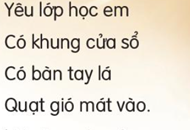 Yêu lớp học em
Có khung cửa sổ
Có bàn tay lá
Quạt gió mát vào.